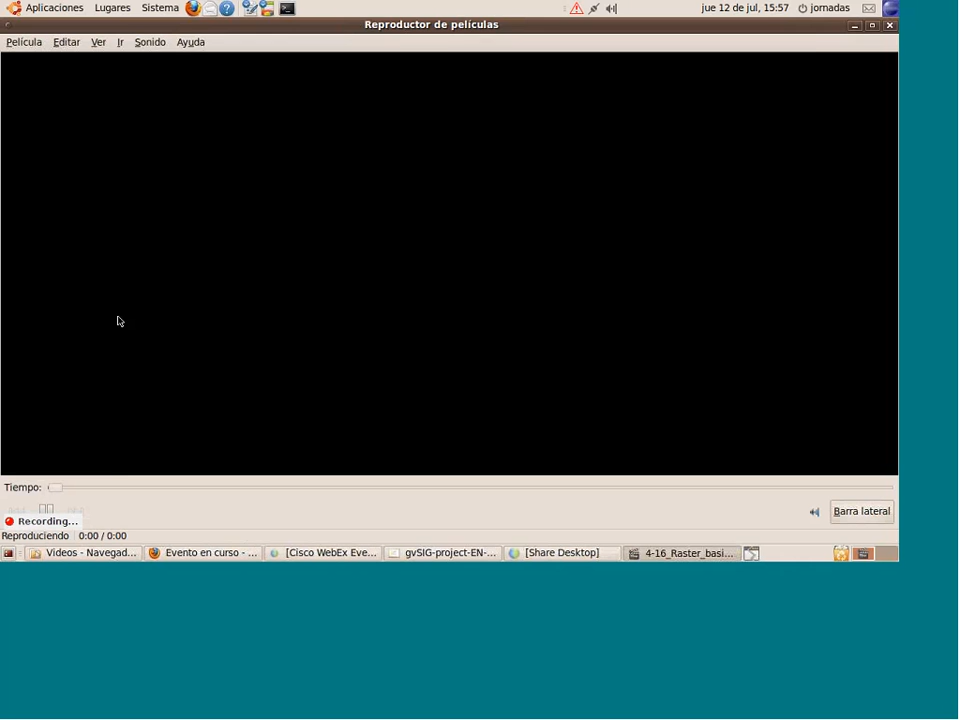 Aplicaciones Lugares Sistema jue 12 de jul, 15:57 jornadas
Reproductor de películas
Película Editar Ver Ir Sonido Ayuda
Tiempo:
Barra lateral
Recording...
Reproduciendo 0:00 / 0:00
Videos - Navegad... Evento en curso - ... [Cisco WebEx Eve... gvSIG-project-EN-... [Share Desktop] 4-16_Raster_basi...